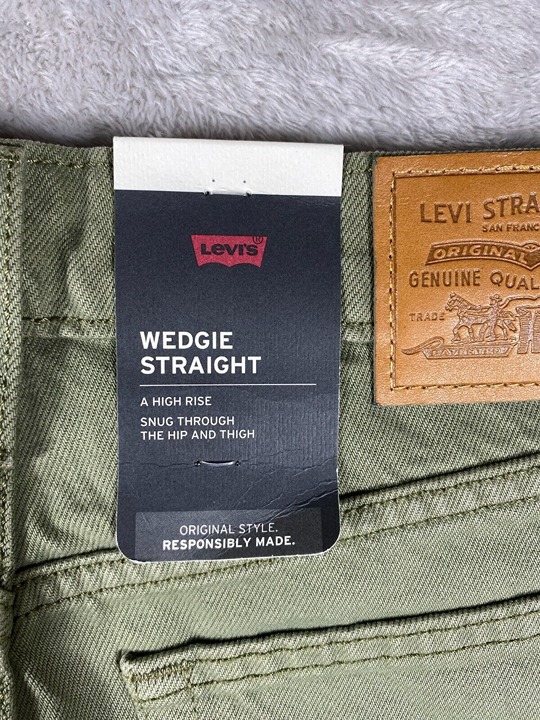 Levi's®
WEDGIE
STRAIGHT
A HIGH RISE
SNUG THROUGH
THE HIP AND THIGH
ORIGINAL STYLE.
RESPONSIBLY MADE.
LEVI STRA
SAN FRANC
ORIGINAL
GENUINE QUAL
TRADE